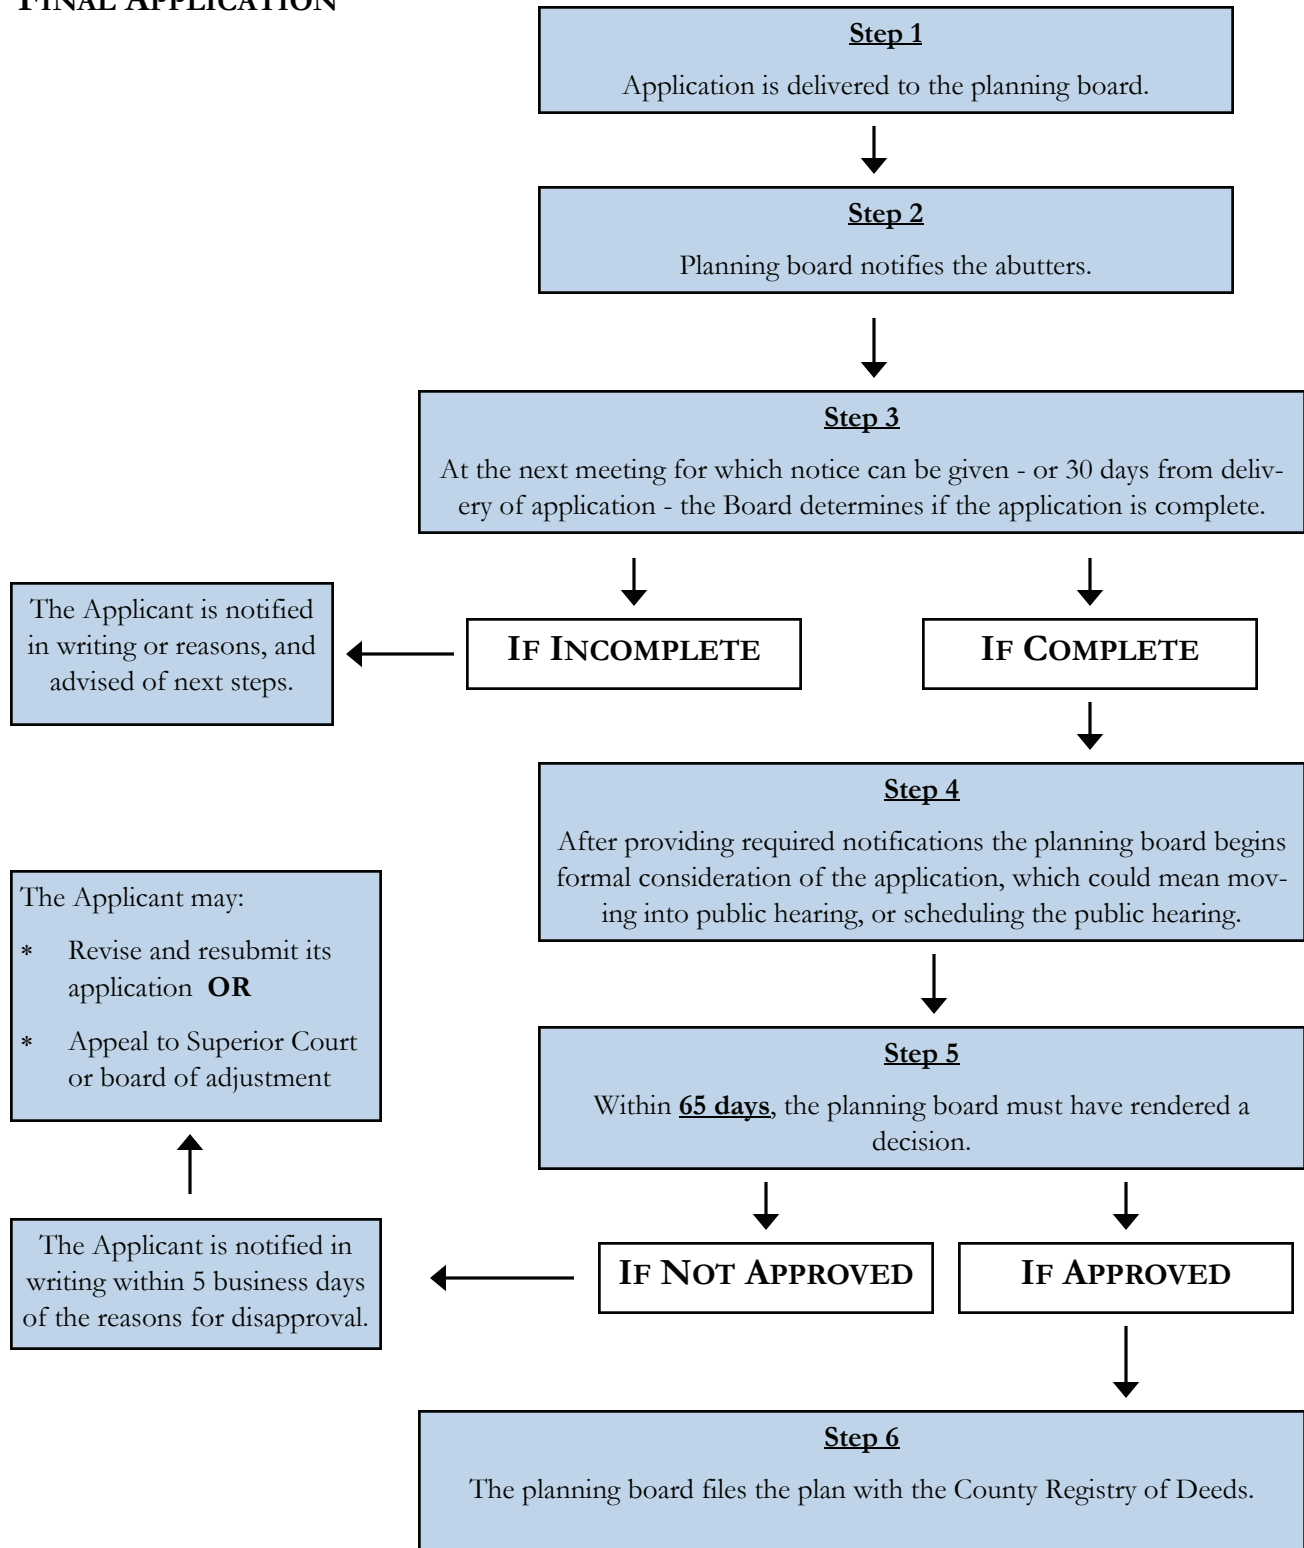 FINAL APPLICATION
Step 1
Application is delivered to the planning board.
Step 2
Planning board notifies the abutters.
Step 3
At the next meeting for which notice can be given - or 30 days from deliv-
ery of application - the Board determines if the application is complete.
The Applicant is notified
in writing or reasons, and
advised of next steps.
IF INCOMPLETE
IF COMPLETE
Step 4
After providing required notifications the planning board begins
formal consideration of the application, which could mean mov-
ing into public hearing, or scheduling the public hearing.
The Applicant may:
* Revise and resubmit its
application OR
* Appeal to Superior Court
or board of adjustment
Step 5
Within 65 days, the planning board must have rendered a
decision.
The Applicant is notified in
writing within 5 business days
of the reasons for disapproval.
IF NOT APPROVED
IF APPROVED
Step 6
The planning board files the plan with the County Registry of Deeds.